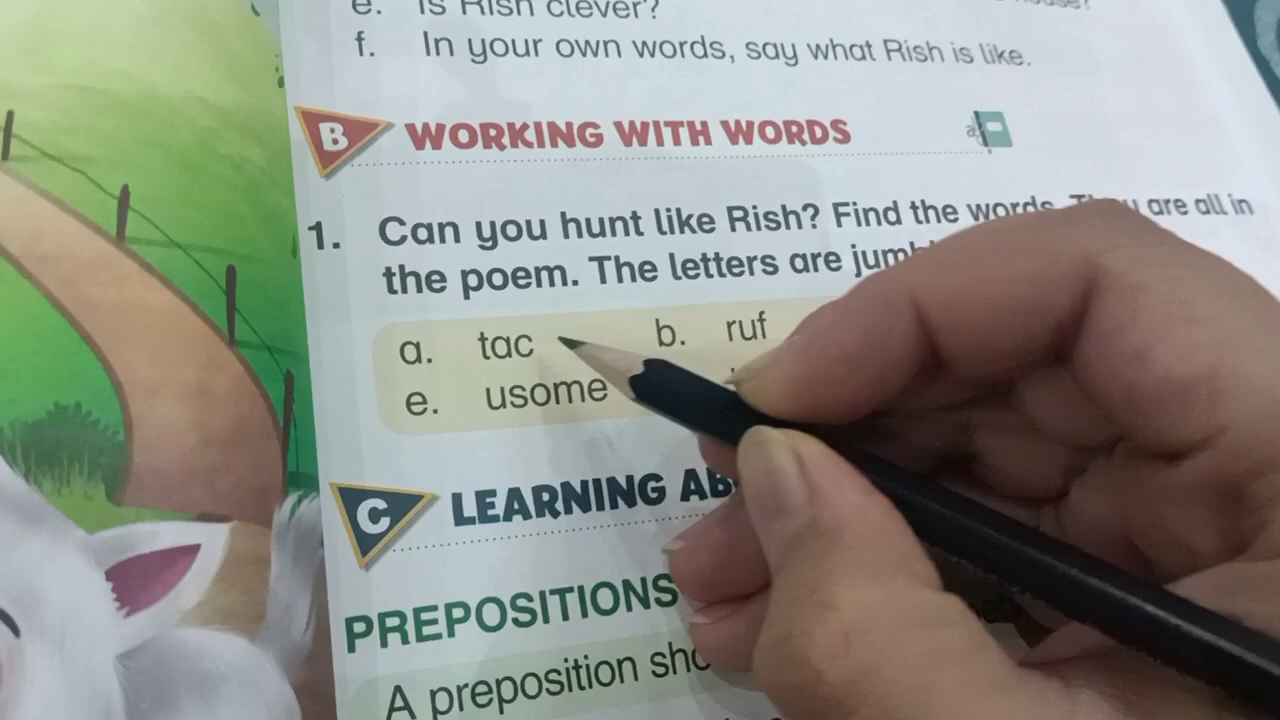 e. Is Rish clever?
f. In your own words, say what Rish is like.
B WORKING WITH WORDS
1. Can you hunt like Rish? Find the words. They are all in
the poem. The letters are
a. tac b. ruf
e. usome
C LEARNING
PREPOSITIONS
A preposition